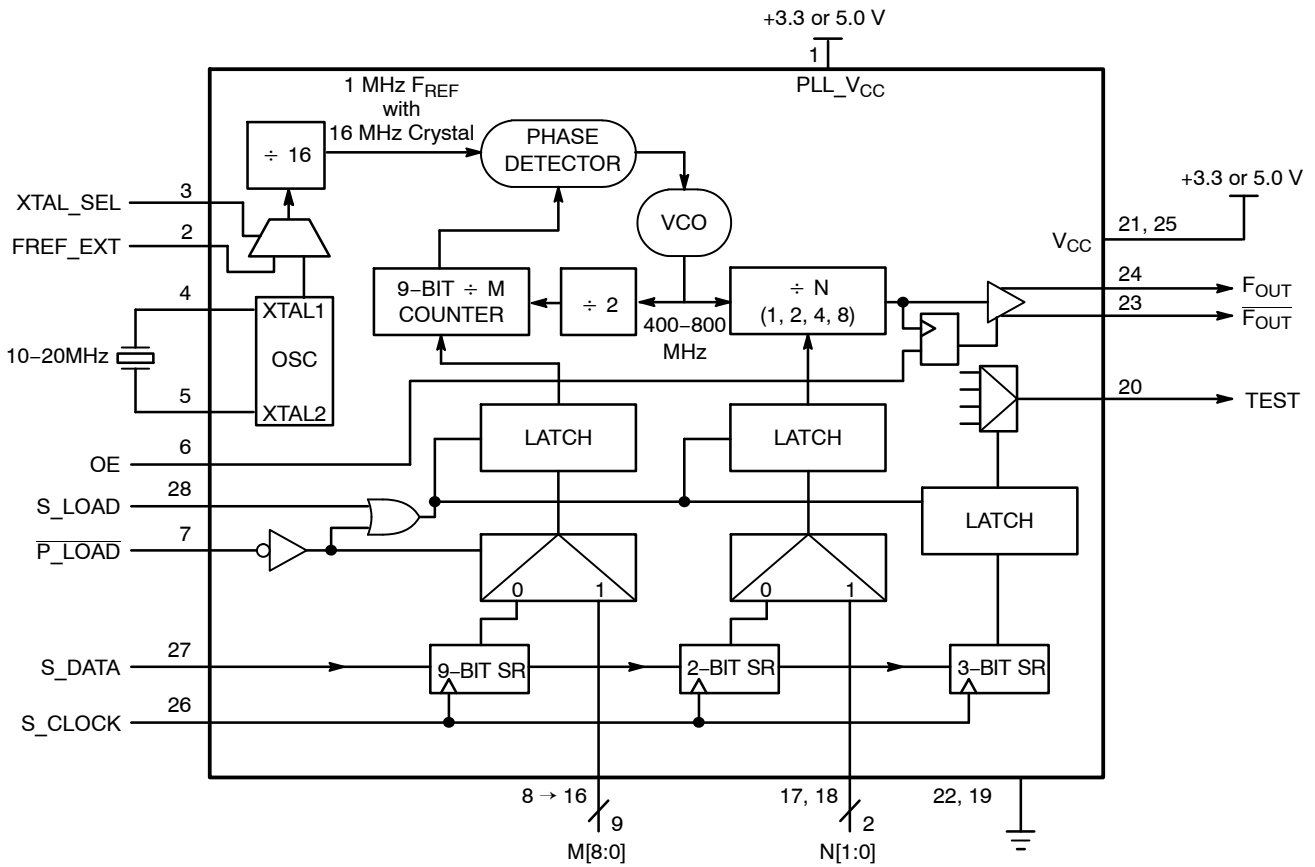 +3.3 or 5.0 V
1
PLL_VCC
1 MHz FREF
with
16 MHz Crystal
÷ 16
PHASE
DETECTOR
+3.3 or 5.0 V
XTAL_SEL
3
VCO
21, 25
VCC
FREF_EXT
2
9−BIT ÷ M
COUNTER
÷ 2
÷ N
(1, 2, 4, 8)
24
FOUT
23
FOUT
400−800
MHz
4
XTAL1
10−20MHz
OSC
5
XTAL2
20
TEST
6
OE
LATCH
LATCH
28
S_LOAD
LATCH
7
P_LOAD
0
1
0
1
27
S_DATA
9−BIT SR
2−BIT SR
3−BIT SR
26
S_CLOCK
8 → 16
9
M[8:0]
17, 18
2
N[1:0]
22, 19